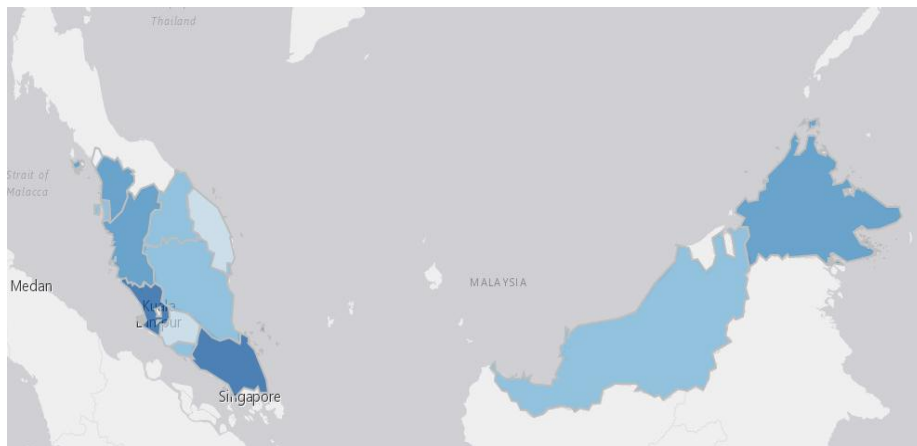 Thailand
Strait of
Malacca
Medan
Kuala
Lumpur
Singapore
MALAYSIA